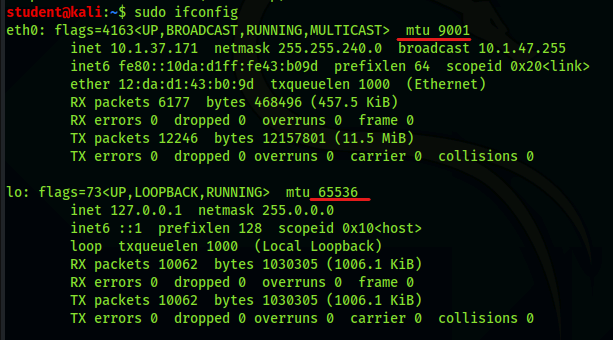 student@kali:~$ sudo ifconfig
eth0: flags=4163<UP,BROADCAST,RUNNING,MULTICAST>  mtu 9001
        inet 10.1.37.171  netmask 255.255.240.0  broadcast 10.1.47.255
        inet6 fe80::10da:d1ff:fe43:b09d  prefixlen 64  scopeid 0x20<link>
        ether 12:da:d1:43:b0:9d  txqueuelen 1000  (Ethernet)
        RX packets 6177  bytes 468496 (457.5 KiB)
        RX errors 0  dropped 0  overruns 0  frame 0
        TX packets 12246  bytes 12157801 (11.5 MiB)
        TX errors 0  dropped 0 overruns 0  carrier 0  collisions 0

lo: flags=73<UP,LOOPBACK,RUNNING>  mtu 65536
        inet 127.0.0.1  netmask 255.0.0.0
        inet6 ::1  prefixlen 128  scopeid 0x10<host>
        loop  txqueuelen 1000  (Local Loopback)
        RX packets 10062  bytes 1030305 (1006.1 KiB)
        RX errors 0  dropped 0  overruns 0  frame 0
        TX packets 10062  bytes 1030305 (1006.1 KiB)
        TX errors 0  dropped 0 overruns 0  carrier 0  collisions 0